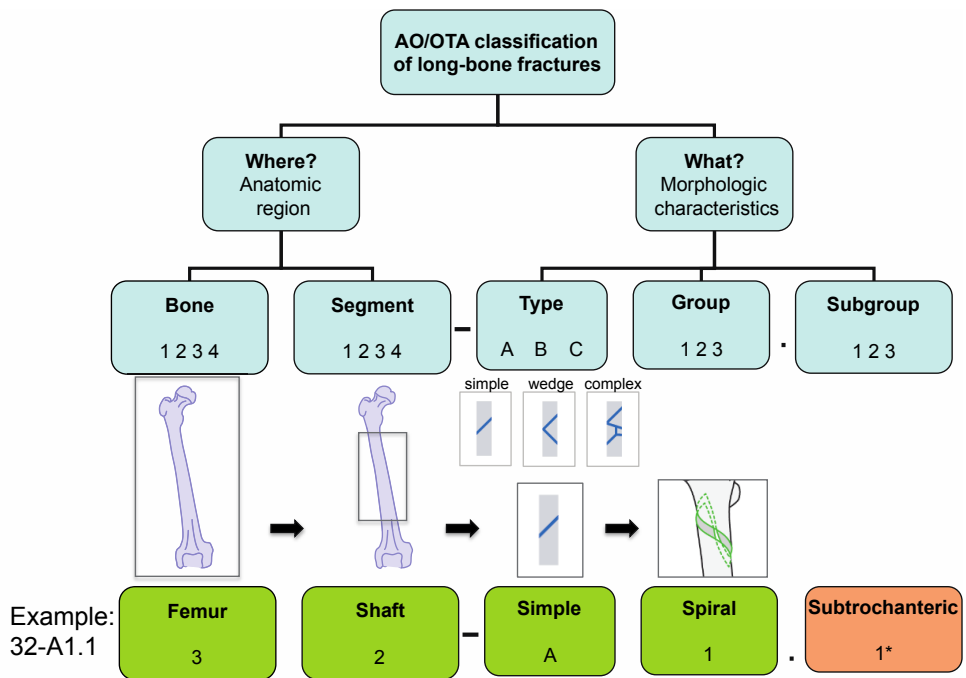 AO/OTA classification
of long-bone fractures
Where?
Anatomic
region
What?
Morphologic
characteristics
Bone
1 2 3 4
Segment
1 2 3 4
–
Type
A B C
Group
1 2 3
.
Subgroup
1 2 3
simple wedge complex
Example:
32-A1.1
Femur
3
Shaft
2
–
Simple
A
Spiral
1
.
Subtrochanteric
1*